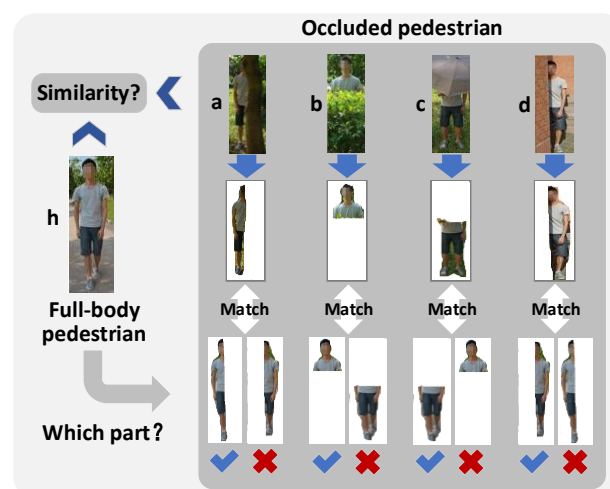 Occluded pedestrian
Similarity?
a
b
c
d
h
Full-body
pedestrian
Match
Match
Match
Match
Which part?